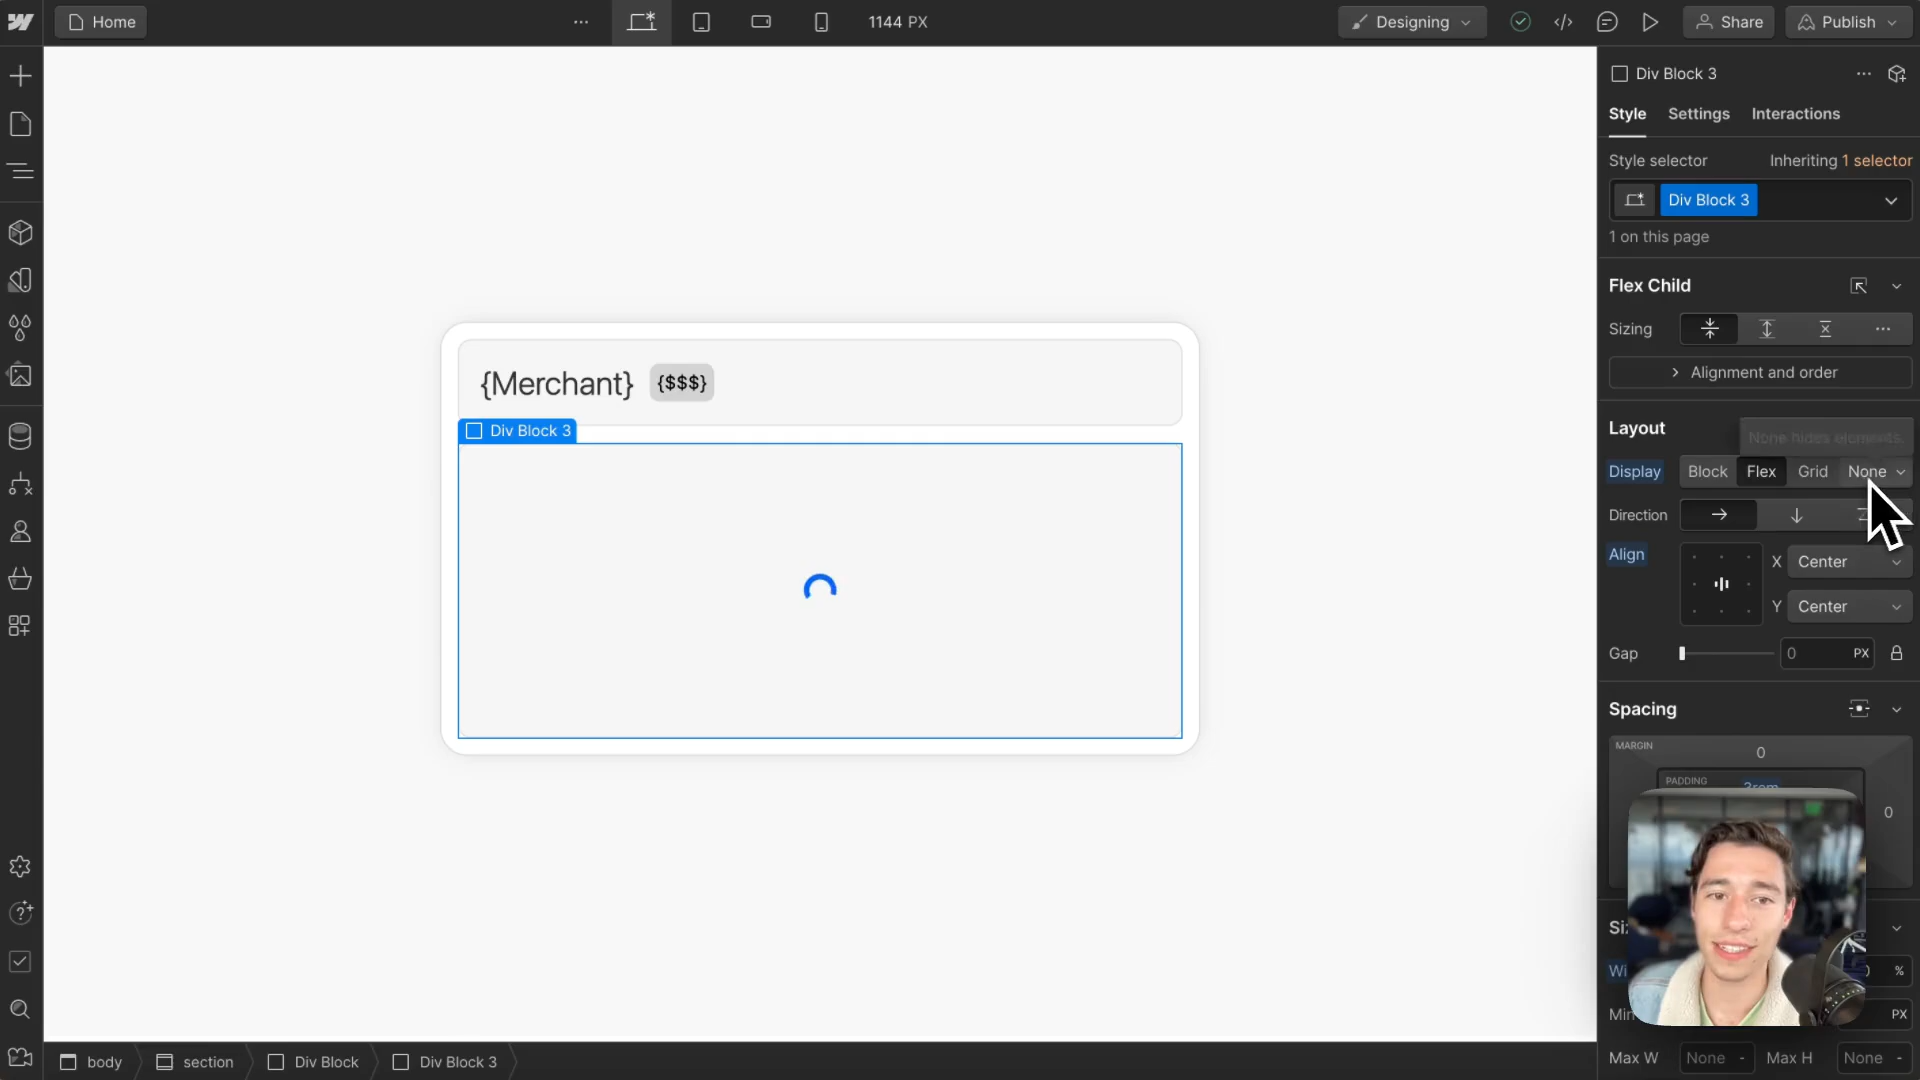 Home
1144 PX
Designing
Share
Publish
Div Block 3
Style Settings Interactions
Style selector
Inheriting 1 selector
Div Block 3
1 on this page
Flex Child
Sizing
Alignment and order
Layout
None hides elements.
Display Block Flex Grid None
Direction
Align
X Center
Y Center
Gap 0 PX
Spacing
MARGIN
0
PADDING
0
%
PX
Max W None - Max H None -
{Merchant} {$$$}
Div Block 3
body section Div Block Div Block 3